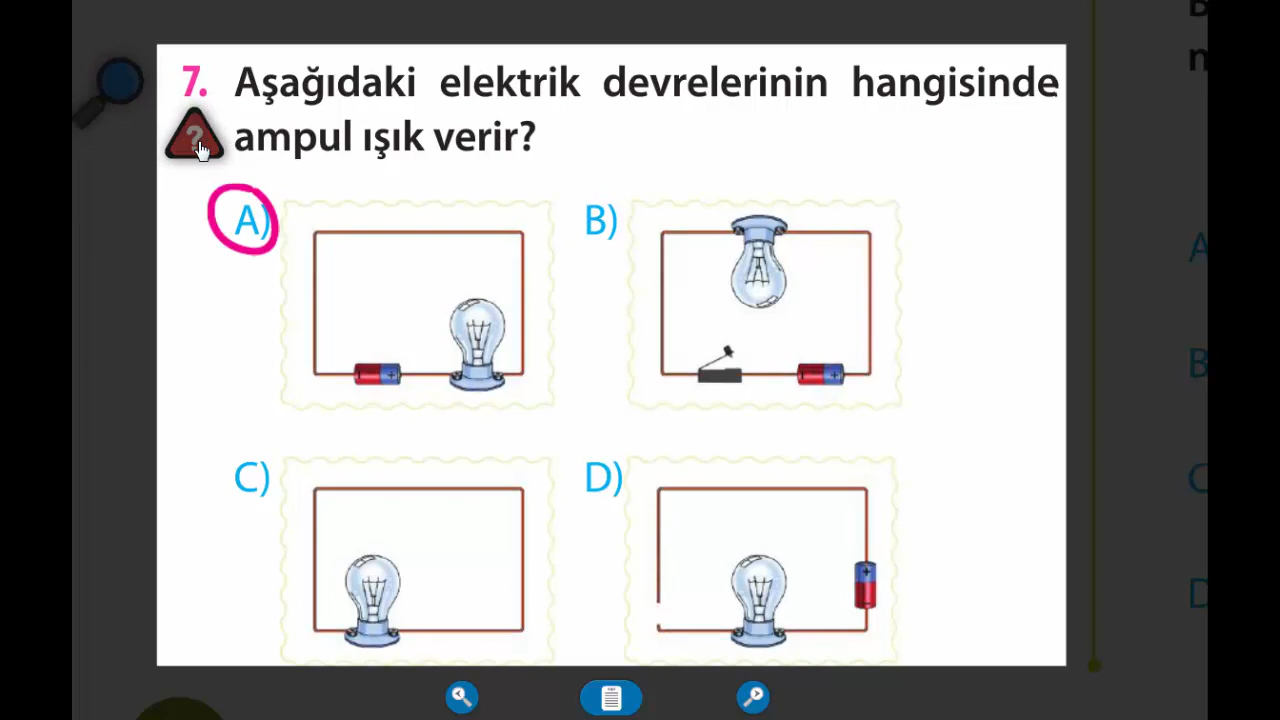 7. Aşağıdaki elektrik devrelerinin hangisinde
ampul ışık verir?
A)
B)
C)
D)
A
B
C
D